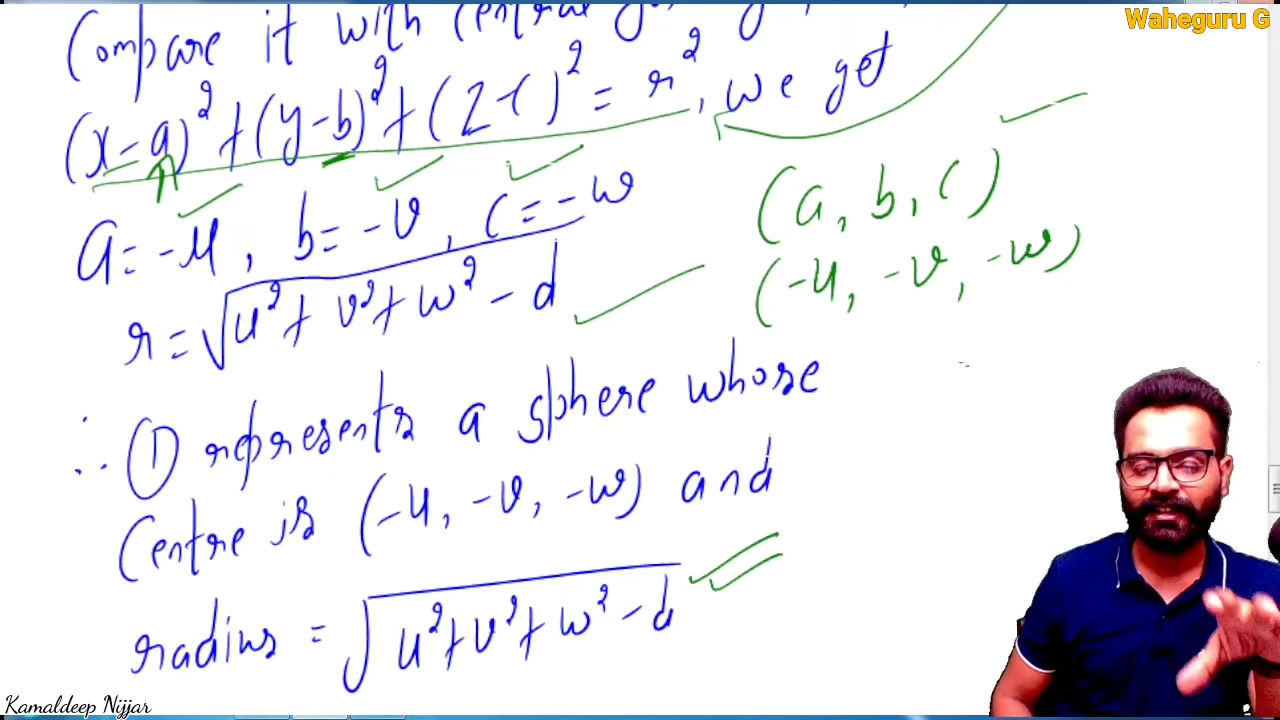 Waheguru G
Compare it with Central
(x-a)²+(y-b)²+(z-c)² = r², we get
a=-u, b=-v, c=-w
(a, b, c)
(-u, -v, -w)
r=√u²+v²+w²-d
∴ ① represents a sphere whose
Centre is (-u, -v, -w) and
radius = √u²+v²+w²-d
Kamaldeep Nijjar